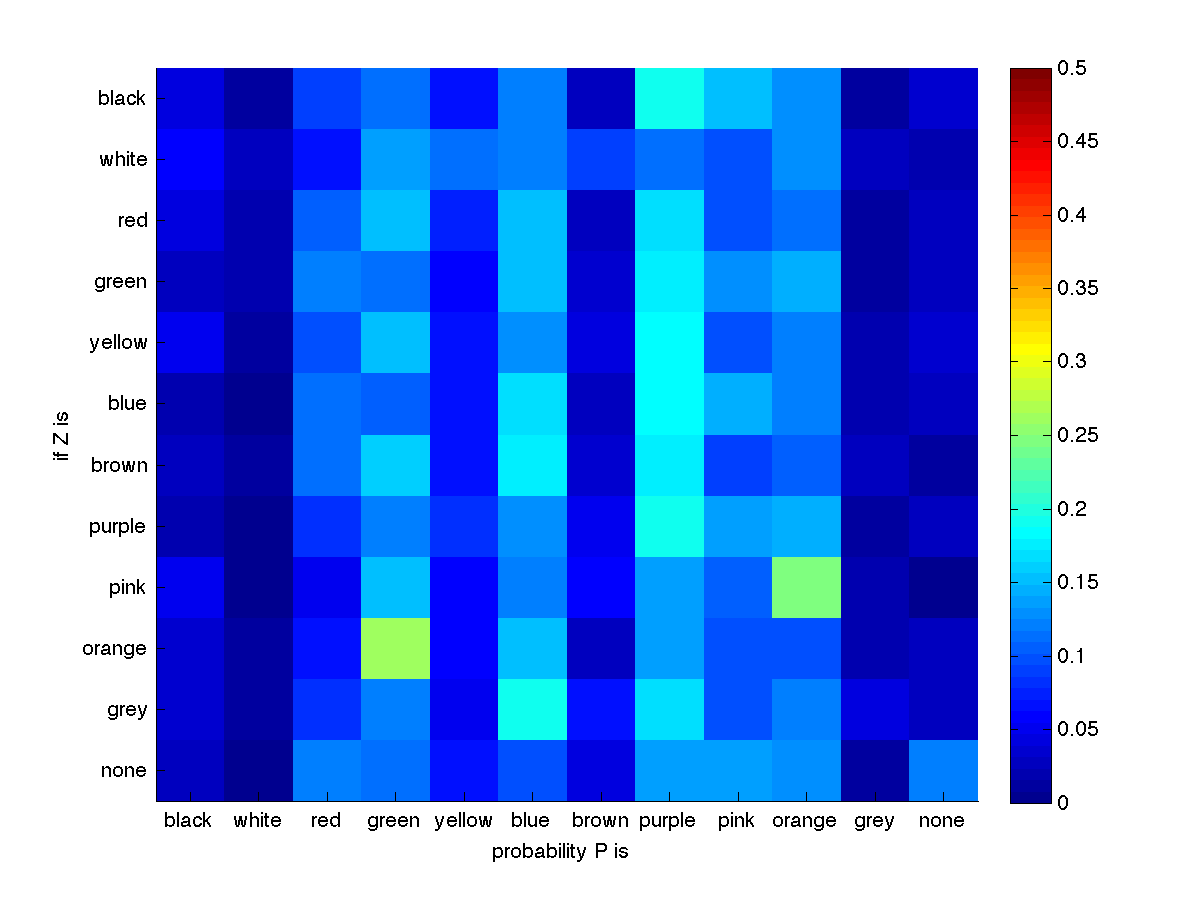 black
white
red
green
yellow
blue
brown
purple
pink
orange
grey
none
if Z is
black white red green yellow blue brown purple pink orange grey none
probability P is
0.5
0.45
0.4
0.35
0.3
0.25
0.2
0.15
0.1
0.05
0